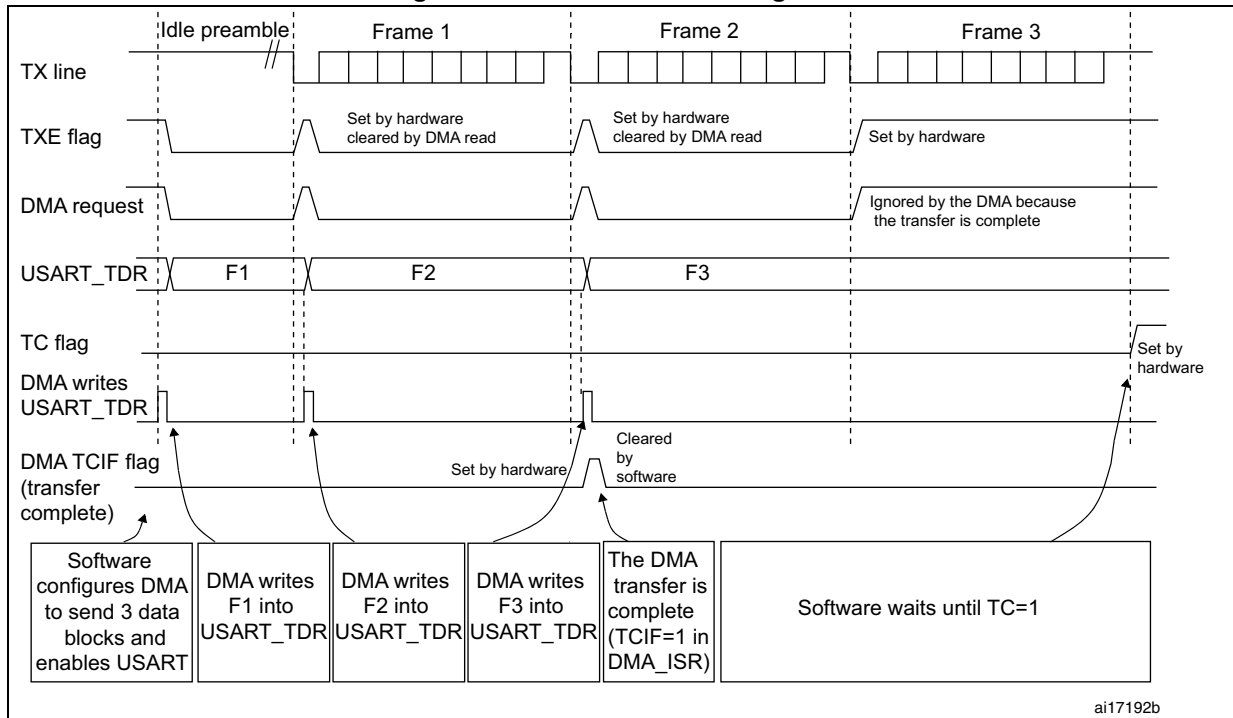 Idle preamble
Frame 1
Frame 2
Frame 3
TX line
TXE flag
Set by hardware
cleared by DMA read
Set by hardware
cleared by DMA read
Set by hardware
DMA request
Ignored by the DMA because
the transfer is complete
USART_TDR
F1
F2
F3
TC flag
Set by
hardware
DMA writes
USART_TDR
DMA TCIF flag
(transfer
complete)
Set by hardware
Cleared
by
software
Software
configures DMA
to send 3 data
blocks and
enables USART
DMA writes
F1 into
USART_TDR
DMA writes
F2 into
USART_TDR
DMA writes
F3 into
USART_TDR
The DMA
transfer is
complete
(TCIF=1 in
DMA_ISR)
Software waits until TC=1
ai17192b